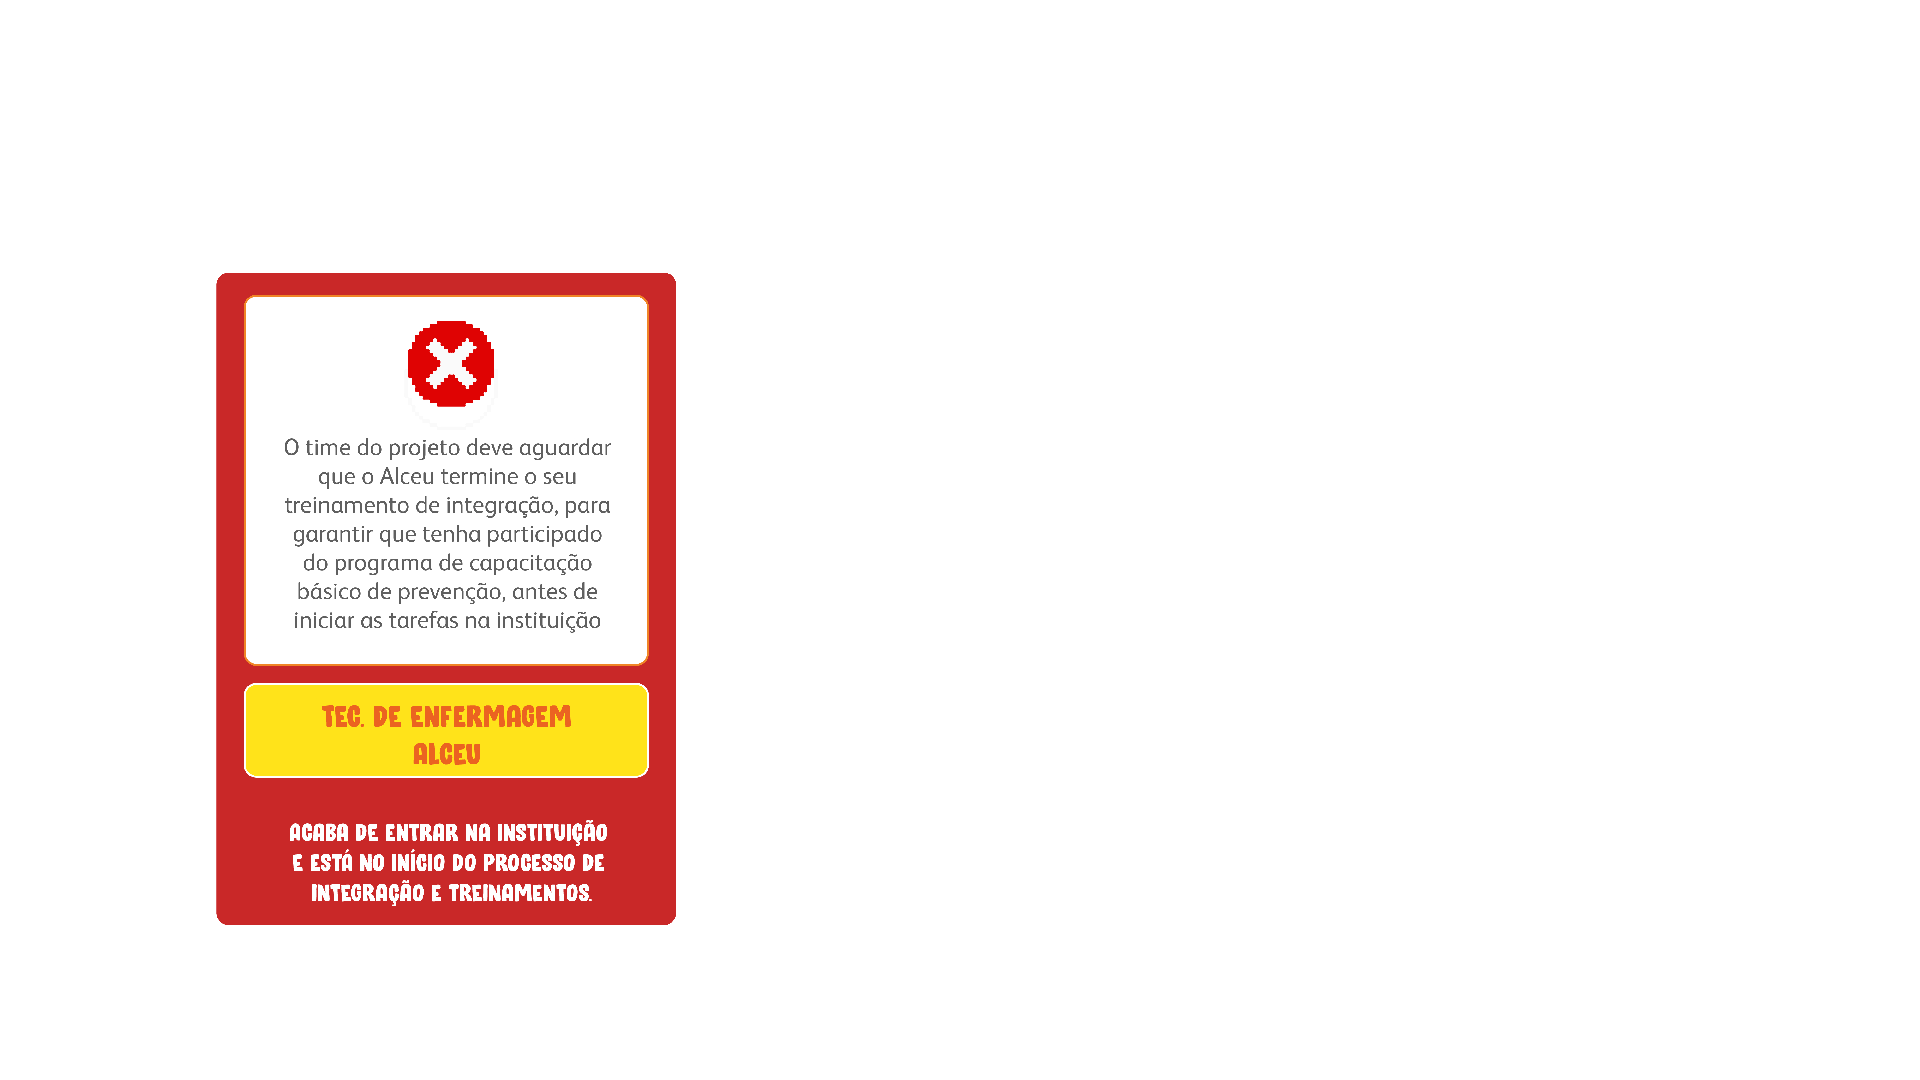 O time do projeto deve aguardar
que o Alceu termine o seu
treinamento de integração, para
garantir que tenha participado
do programa de capacitação
básico de prevenção, antes de
iniciar as tarefas na instituição
TEC. DE ENFERMAGEM
ALCEU
ACABA DE ENTRAR NA INSTITUIÇÃO
E ESTÁ NO INÍCIO DO PROCESSO DE
INTEGRAÇÃO E TREINAMENTOS.